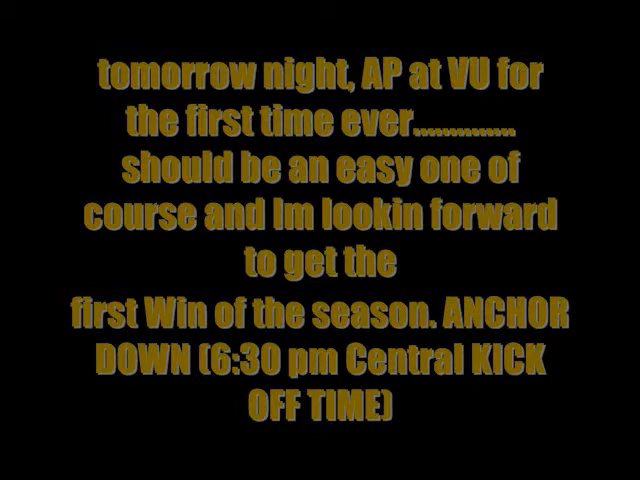 tomorrow night, AP at VU for
the first time ever..............
should be an easy one of
course and Im lookin forward
to get the
first Win of the season. ANCHOR
DOWN (6:30 pm Central KICK
OFF TIME)